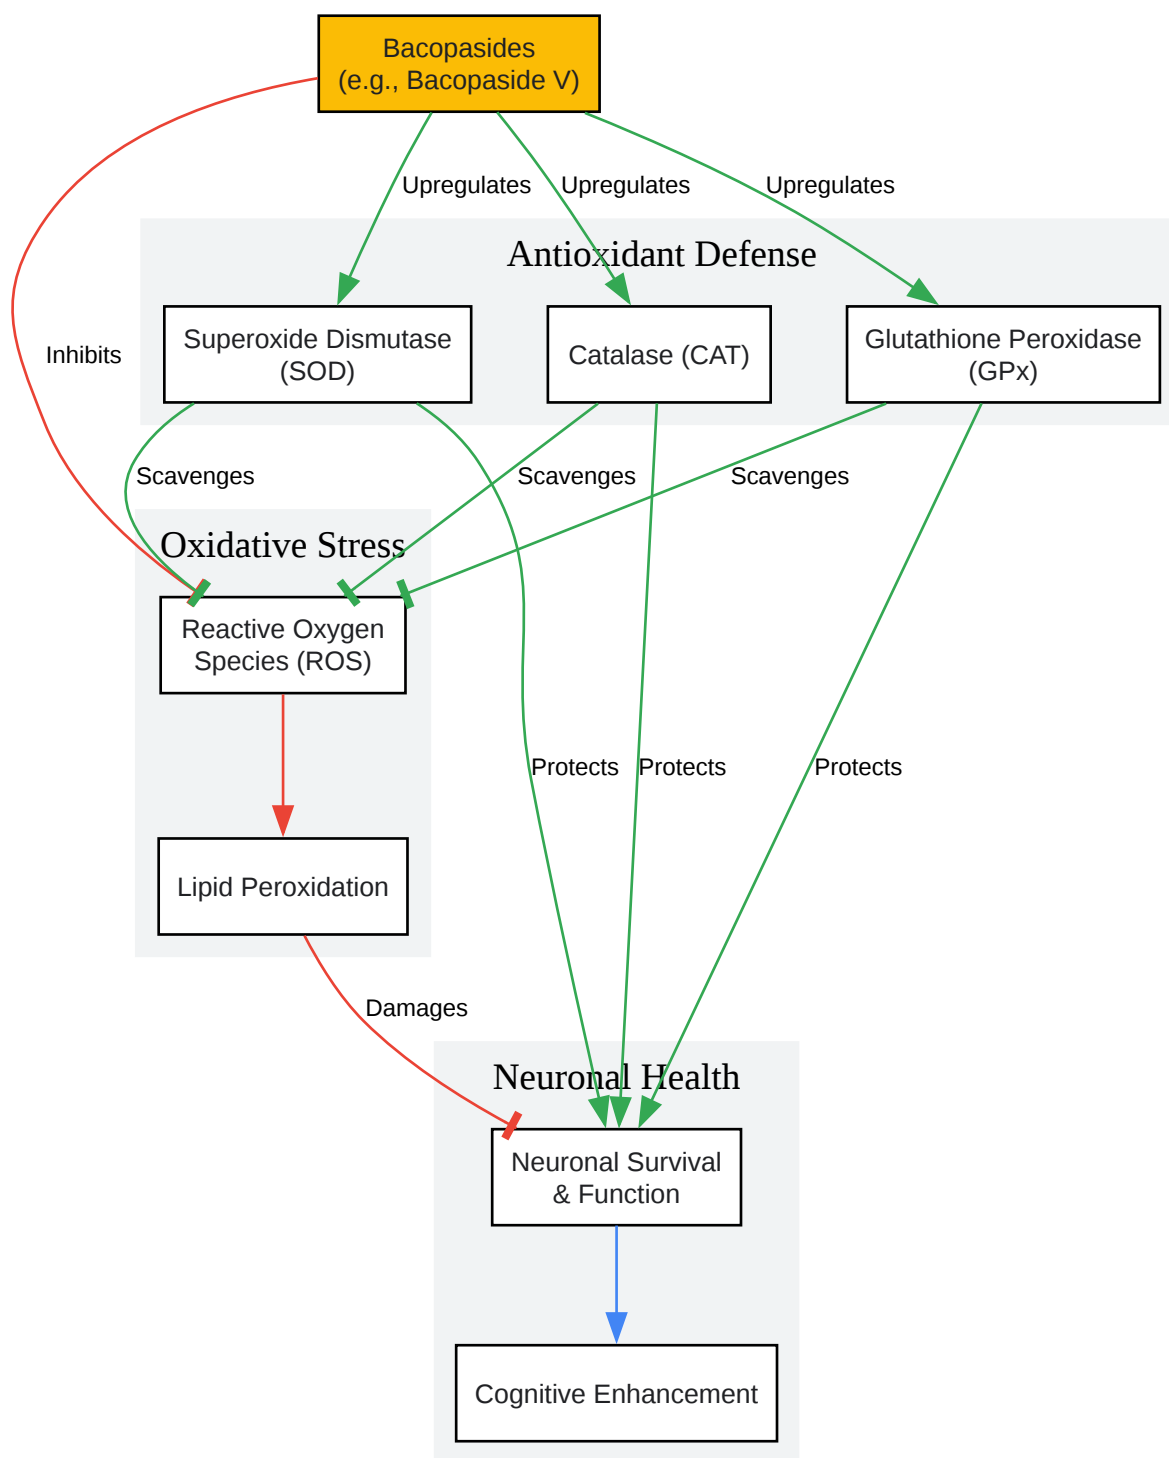 Bacopasides
(e.g., Bacopaside V)
Upregulates
Upregulates
Upregulates
Antioxidant Defense
Superoxide Dismutase
(SOD)
Catalase (CAT)
Glutathione Peroxidase
(GPx)
Inhibits
Scavenges
Scavenges
Scavenges
Oxidative Stress
Reactive Oxygen
Species (ROS)
Protects
Protects
Protects
Lipid Peroxidation
Damages
Neuronal Health
Neuronal Survival
& Function
Cognitive Enhancement